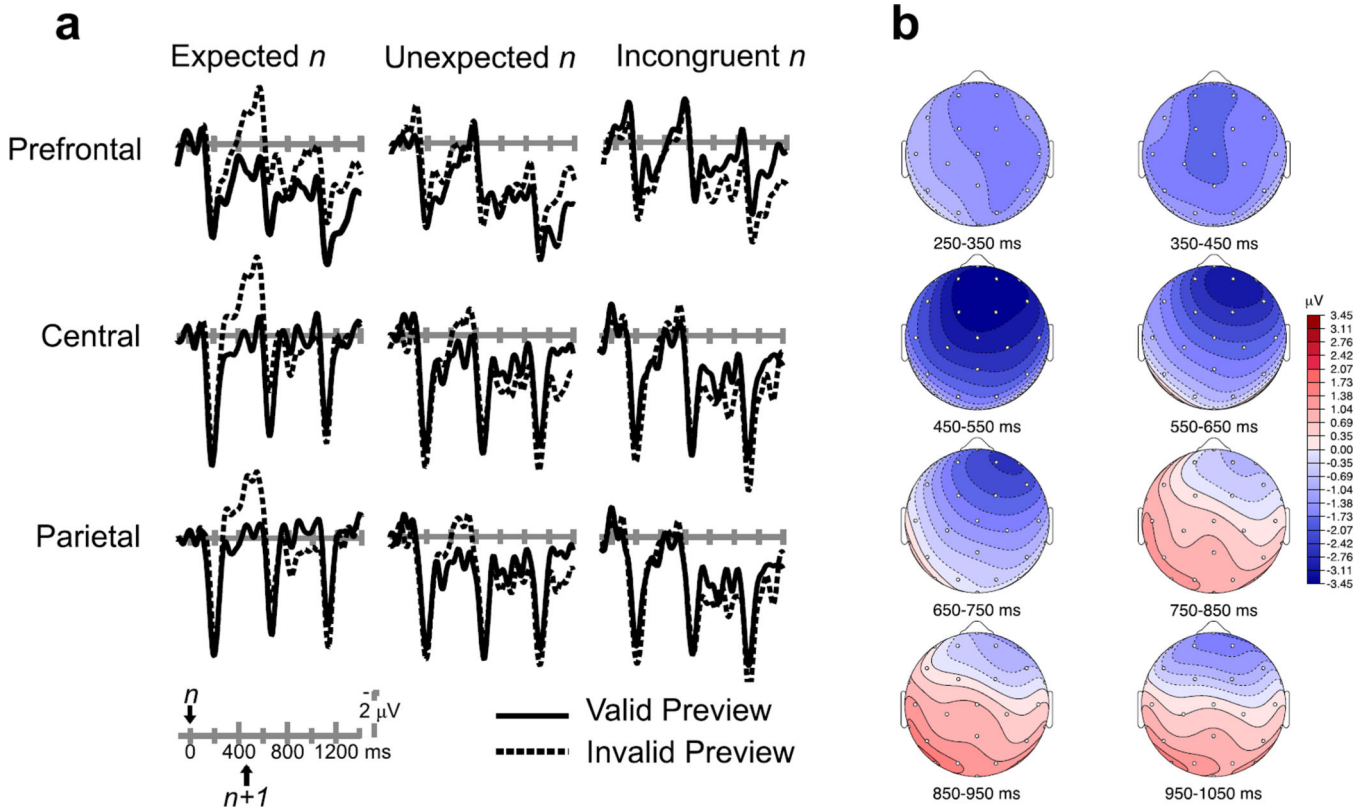 a
b
Expected n
Unexpected n
Incongruent n
Prefrontal
Central
Parietal
n
0 400 800 1200 ms
n+1
-
2 μV
Valid Preview
Invalid Preview
250-350 ms
350-450 ms
450-550 ms
550-650 ms
650-750 ms
750-850 ms
850-950 ms
950-1050 ms
μV
3.45
3.11
2.76
2.42
2.07
1.73
1.38
1.04
0.69
0.35
0.00
-0.35
-0.69
-1.04
-1.38
-1.73
-2.07
-2.42
-2.76
-3.11
-3.45